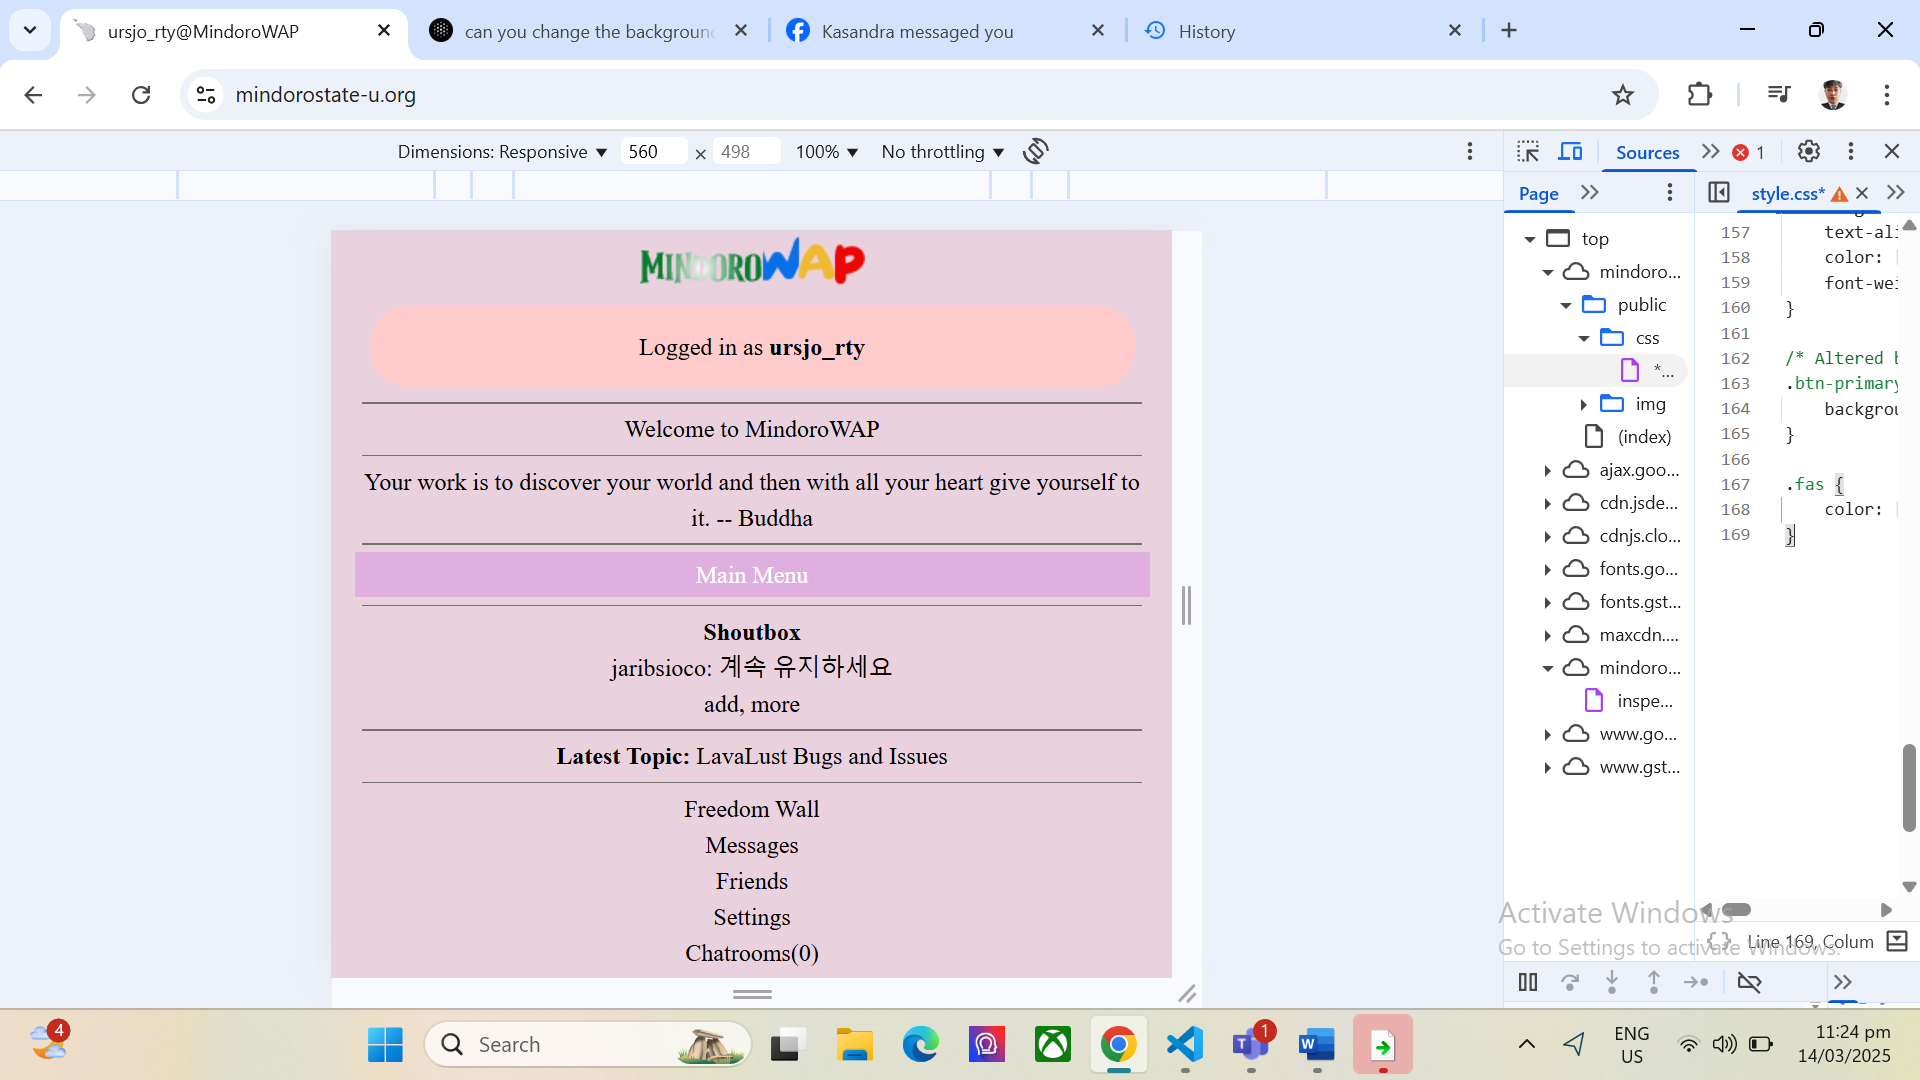 ursjo_rty@MindoroWAP
can you change the background
Kasandra messaged you
History
mindorostate-u.org
Dimensions: Responsive
560
×
498
100%
No throttling
Sources
1
Page
style.css*
top
mindoro...
public
css
*...
img
(index)
ajax.goo...
cdn.jsde...
cdnjs.clo...
fonts.go...
fonts.gst...
maxcdn....
mindoro...
inspe...
www.go...
www.gst...
157 text-ali
158 color:
159 font-wei
160 }
161
162 /* Altered b
163 .btn-primary
164 backgrou
165 }
166
167 .fas {
168 color:
169 }
Line 169, Colum
MINDOROWAP
Logged in as ursjo_rty
Welcome to MindoroWAP
Your work is to discover your world and then with all your heart give yourself to
it. -- Buddha
Main Menu
Shoutbox
jaribsioco: 계속 유지하세요
add, more
Latest Topic: LavaLust Bugs and Issues
Freedom Wall
Messages
Friends
Settings
Chatrooms(0)
Activate Windows
Go to Settings to activate Windows.
4
Search
1
ENG
US
11:24 pm
14/03/2025